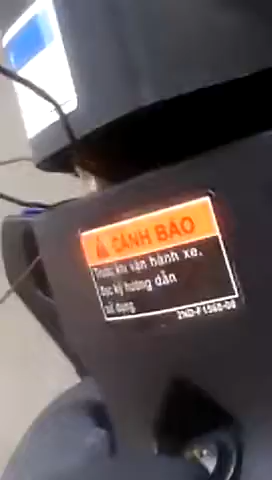 CẢNH BÁO
Trước khi vận hành xe,
đọc kỹ hướng dẫn
sử dụng.
2ND-F1568-00